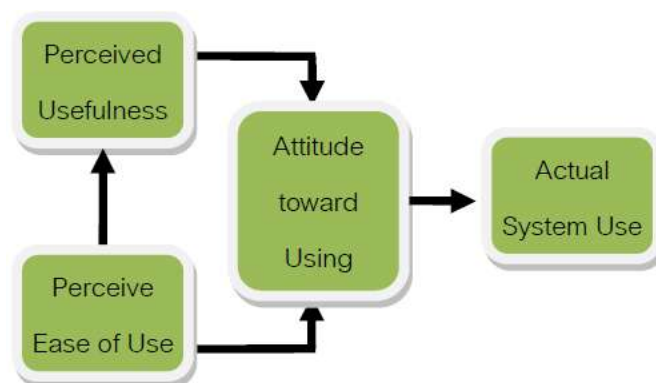 Perceived
Usefulness
Attitude
toward
Using
Actual
System Use
Perceive
Ease of Use